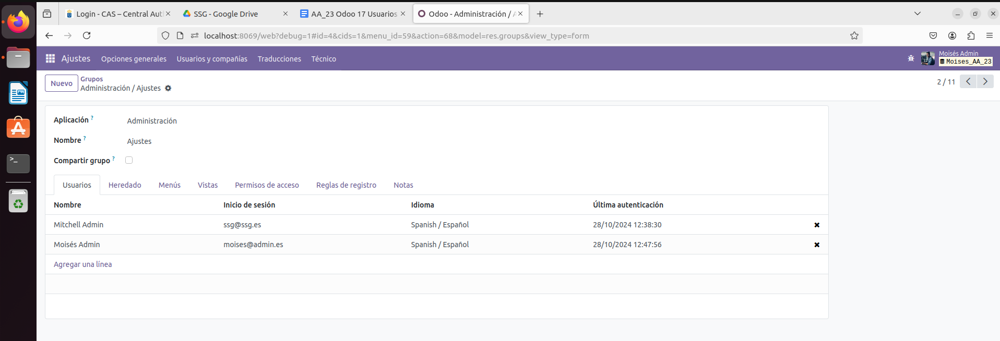 Login - CAS – Central Aut
SSG - Google Drive
AA_23 Odoo 17 Usuarios
Odoo - Administración / A
localhost:8069/web?debug=1#id=4&cids=1&menu_id=59&action=68&model=res.groups&view_type=form
Ajustes Opciones generales Usuarios y compañías Traducciones Técnico
Moisés Admin
Moises_AA_23
Nuevo
Grupos
Administración / Ajustes
2 / 11
Aplicación ? Administración
Nombre ? Ajustes
Compartir grupo ?
Usuarios Heredado Menús Vistas Permisos de acceso Reglas de registro Notas
Nombre Inicio de sesión Idioma Última autenticación
Mitchell Admin ssg@ssg.es Spanish / Español 28/10/2024 12:38:30
Moisés Admin moises@admin.es Spanish / Español 28/10/2024 12:47:56
Agregar una línea